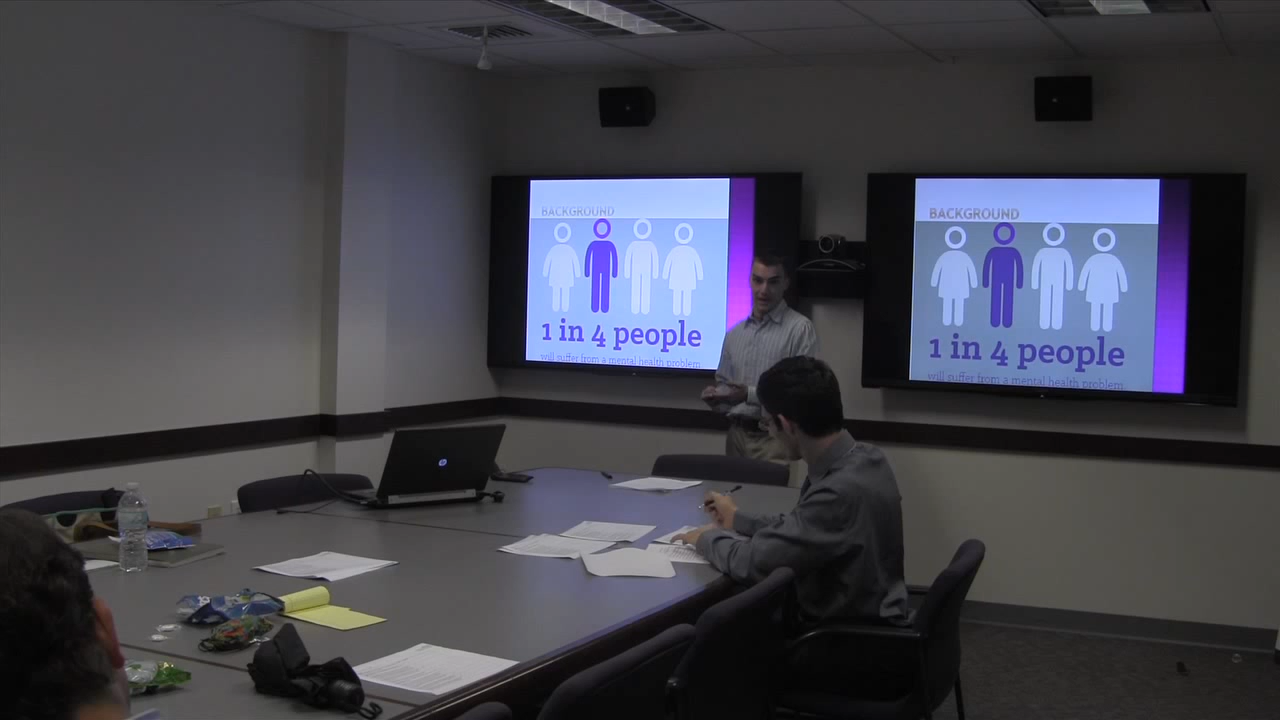 BACKGROUND
1 in 4 people
will suffer from a mental health problem
BACKGROUND
1 in 4 people
will suffer from a mental health problem
hp